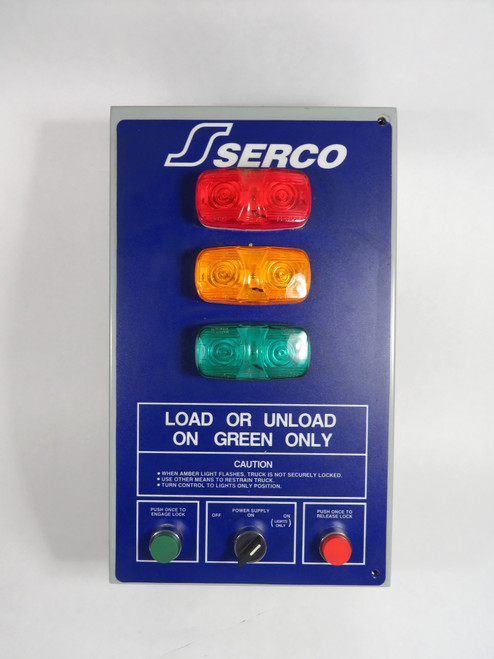 SERCO
LOAD OR UNLOAD
ON GREEN ONLY
CAUTION
• WHEN AMBER LIGHT FLASHES, TRUCK IS NOT SECURELY LOCKED.
• USE OTHER MEANS TO RESTRAIN TRUCK.
• TURN CONTROL TO LIGHTS ONLY POSITION.
PUSH ONCE TO
ENGAGE LOCK
POWER SUPPLY
OFF ON ON
(LIGHTS
ONLY)
PUSH ONCE TO
RELEASE LOCK